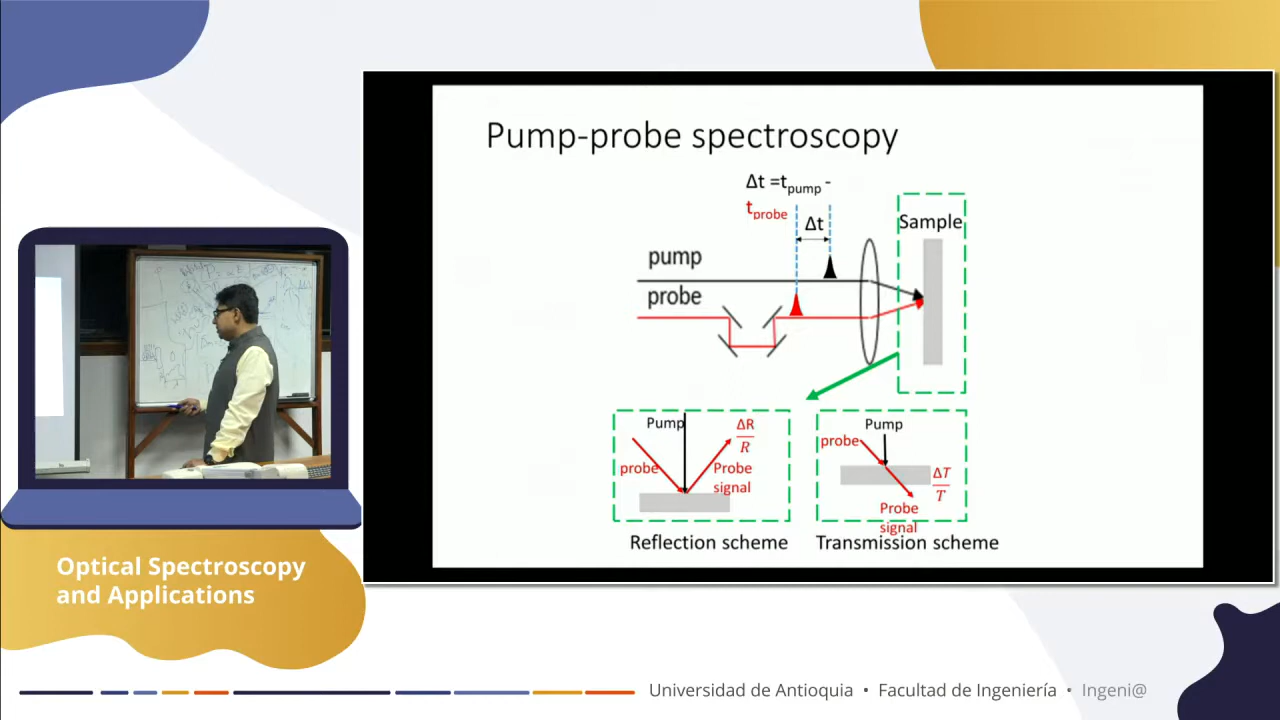 Pump-probe spectroscopy
Δt =tpump -
tprobe
Δt
Sample
pump
probe
Pump
ΔR
R
probe
Probe
signal
Reflection scheme
Pump
probe
ΔT
T
Probe
signal
Transmission scheme
Optical Spectroscopy
and Applications
Universidad de Antioquia • Facultad de Ingeniería • Ingeni@